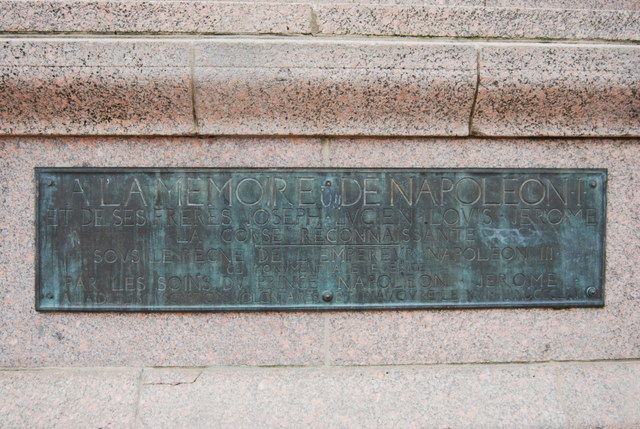 A LA MEMOIRE DE NAPOLEON I
ET DE SES FRERES JOSEPH LUCIEN LOUIS JEROME
LA CORSE RECONNAISSANTE
SOUS LE REGNE DE L'EMPEREUR NAPOLEON III
PAR LES SOINS DU PRINCE NAPOLEON JEROME